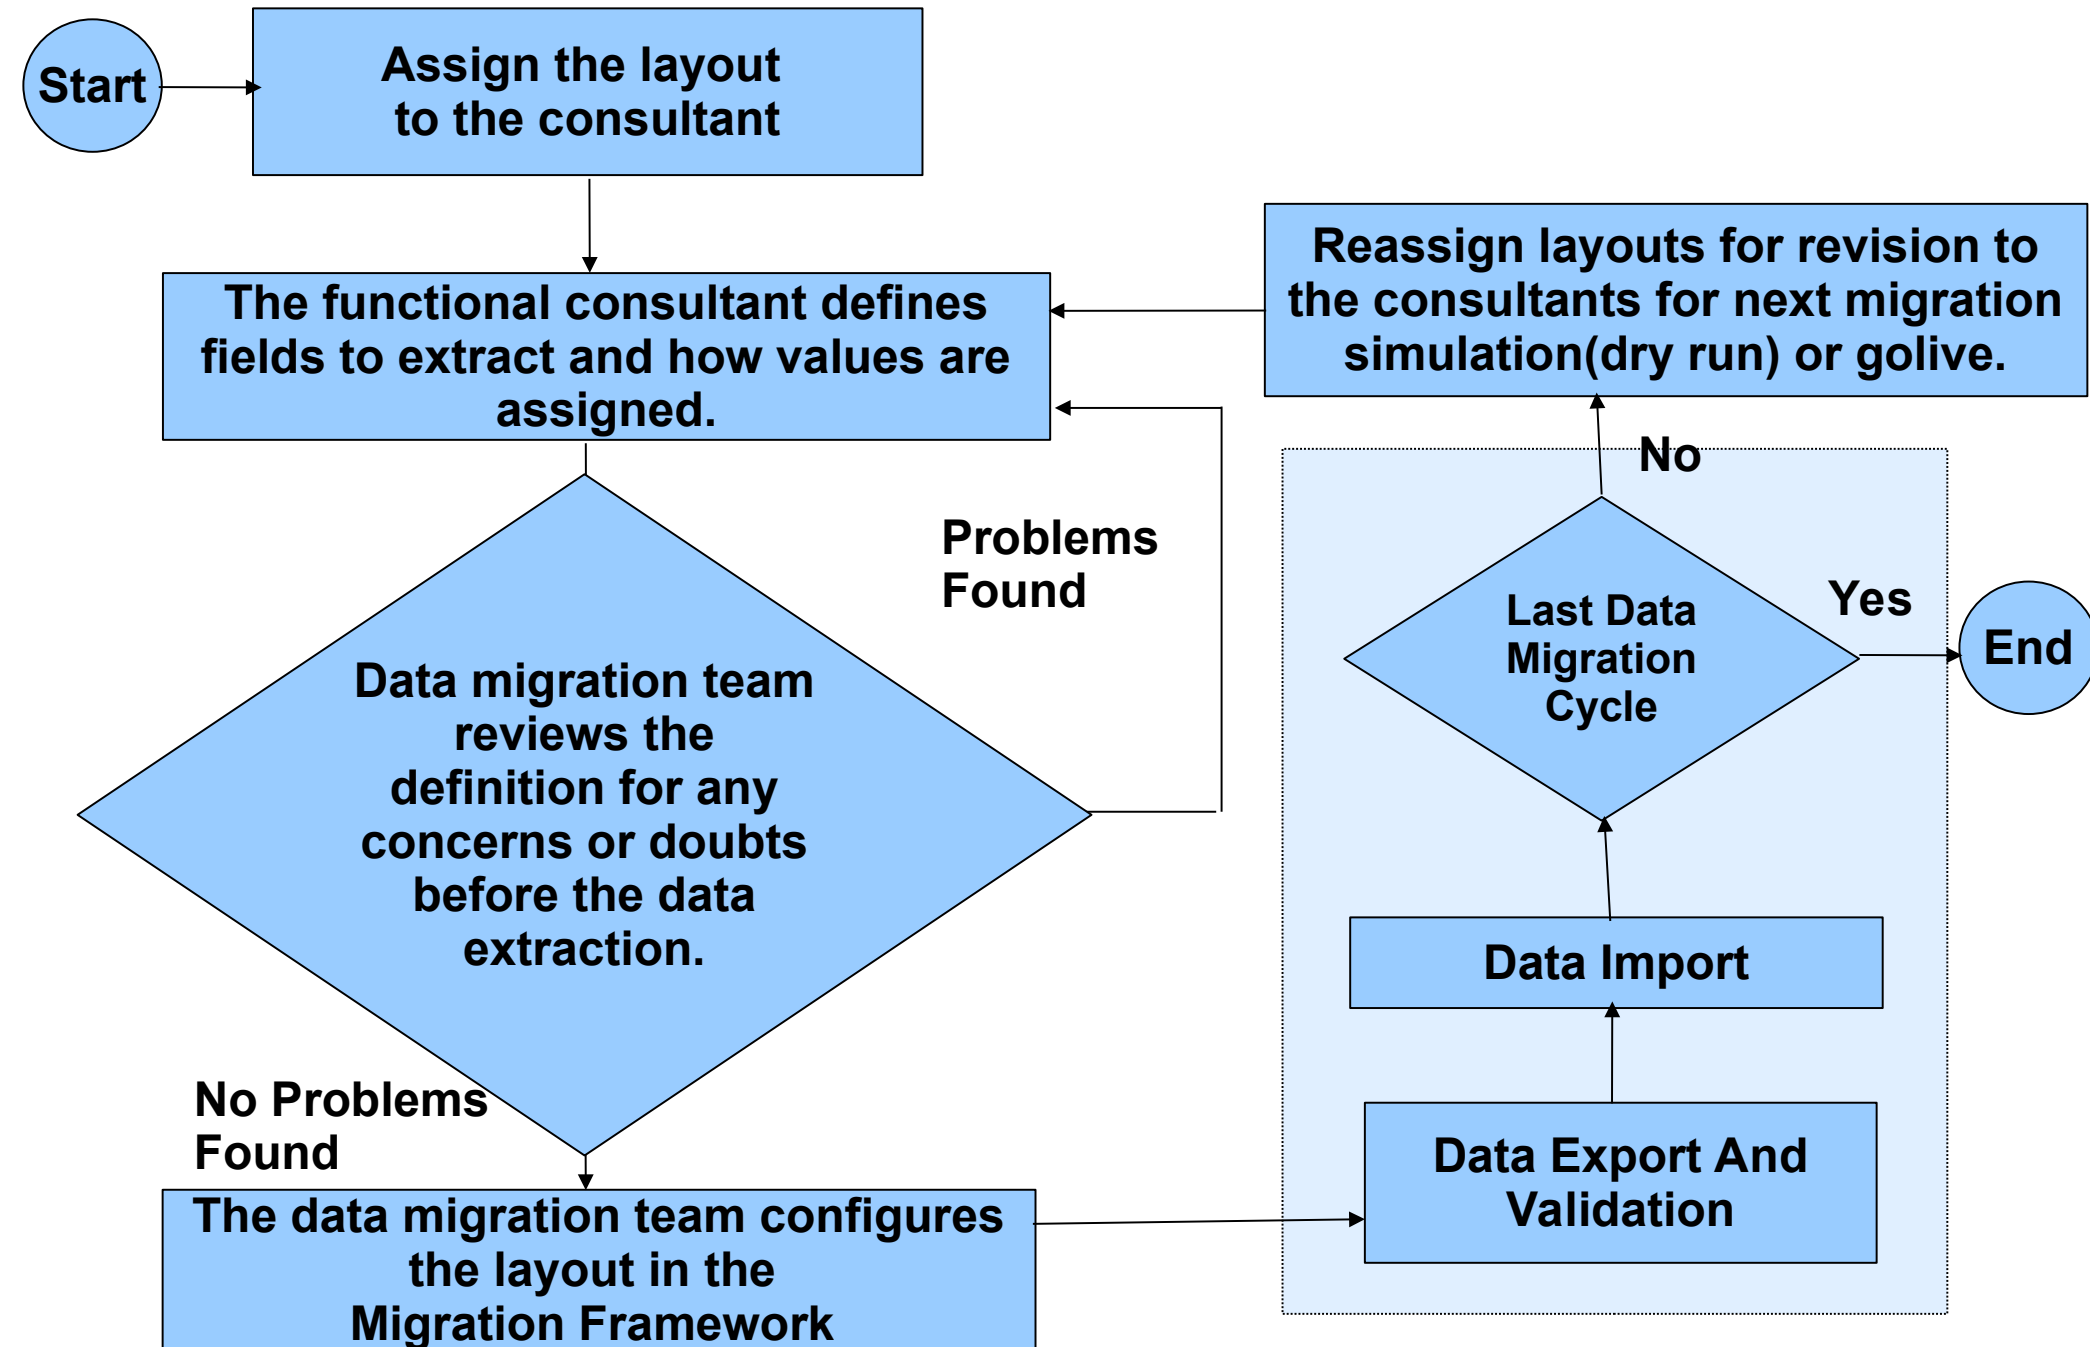 Start
Assign the layout
to the consultant
The functional consultant defines
fields to extract and how values are
assigned.
Reassign layouts for revision to
the consultants for next migration
simulation(dry run) or golive.
No
Problems
Found
Data migration team
reviews the
definition for any
concerns or doubts
before the data
extraction.
Last Data
Migration
Cycle
Yes
End
Data Import
No Problems
Found
Data Export And
Validation
The data migration team configures
the layout in the
Migration Framework